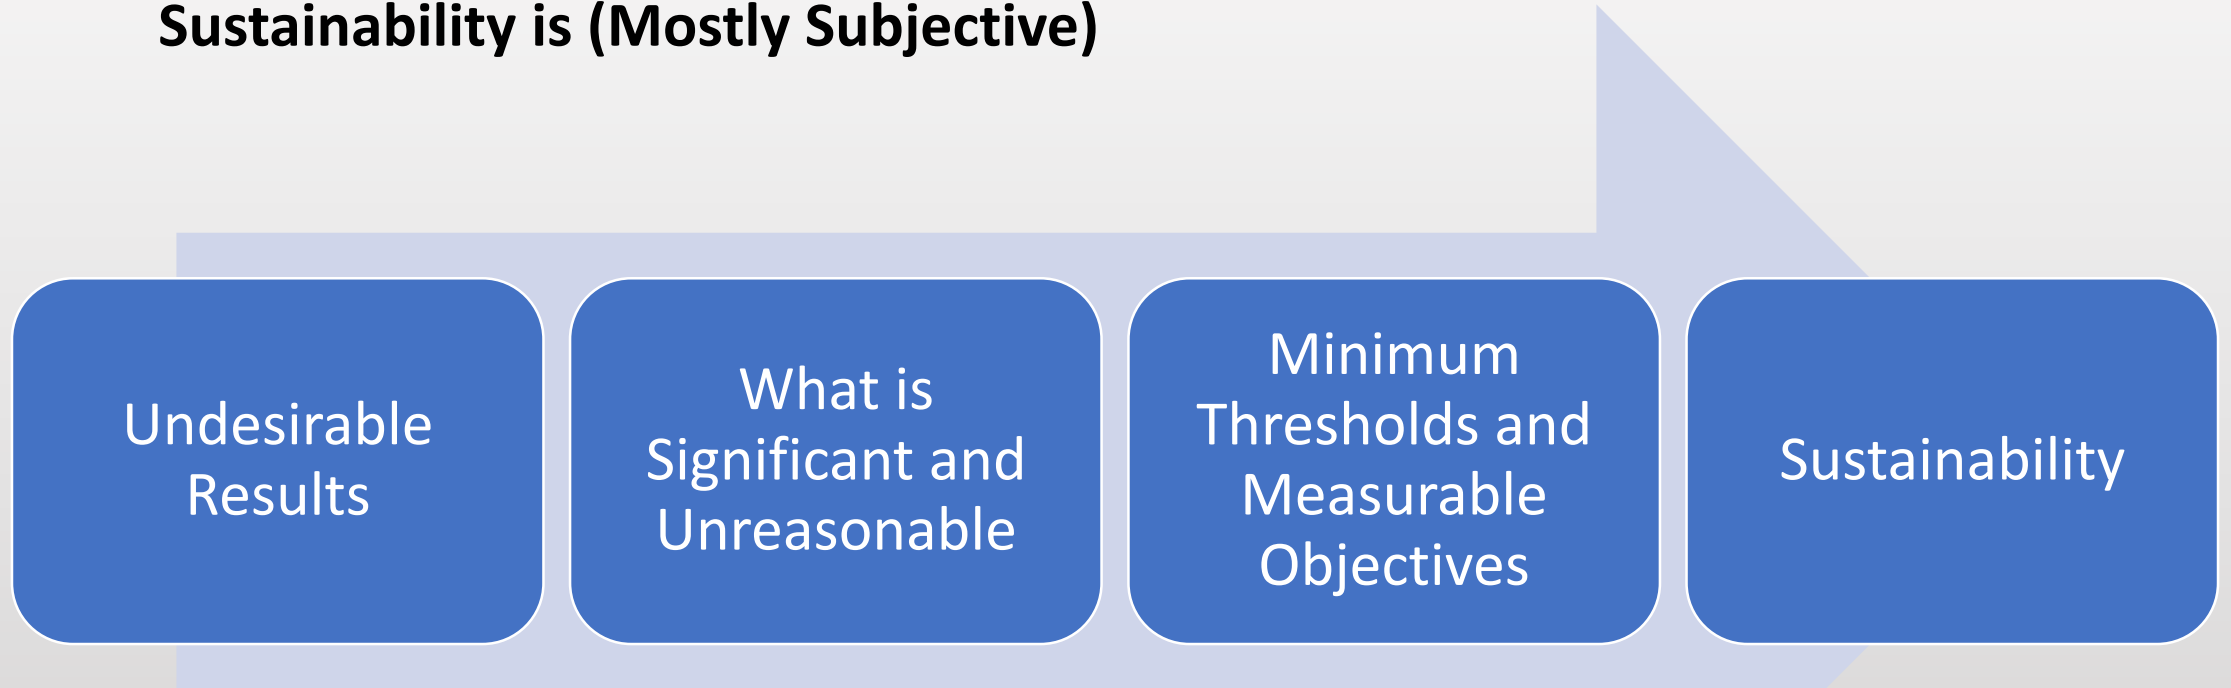 Sustainability is (Mostly Subjective)
Undesirable
Results
What is
Significant and
Unreasonable
Minimum
Thresholds and
Measurable
Objectives
Sustainability